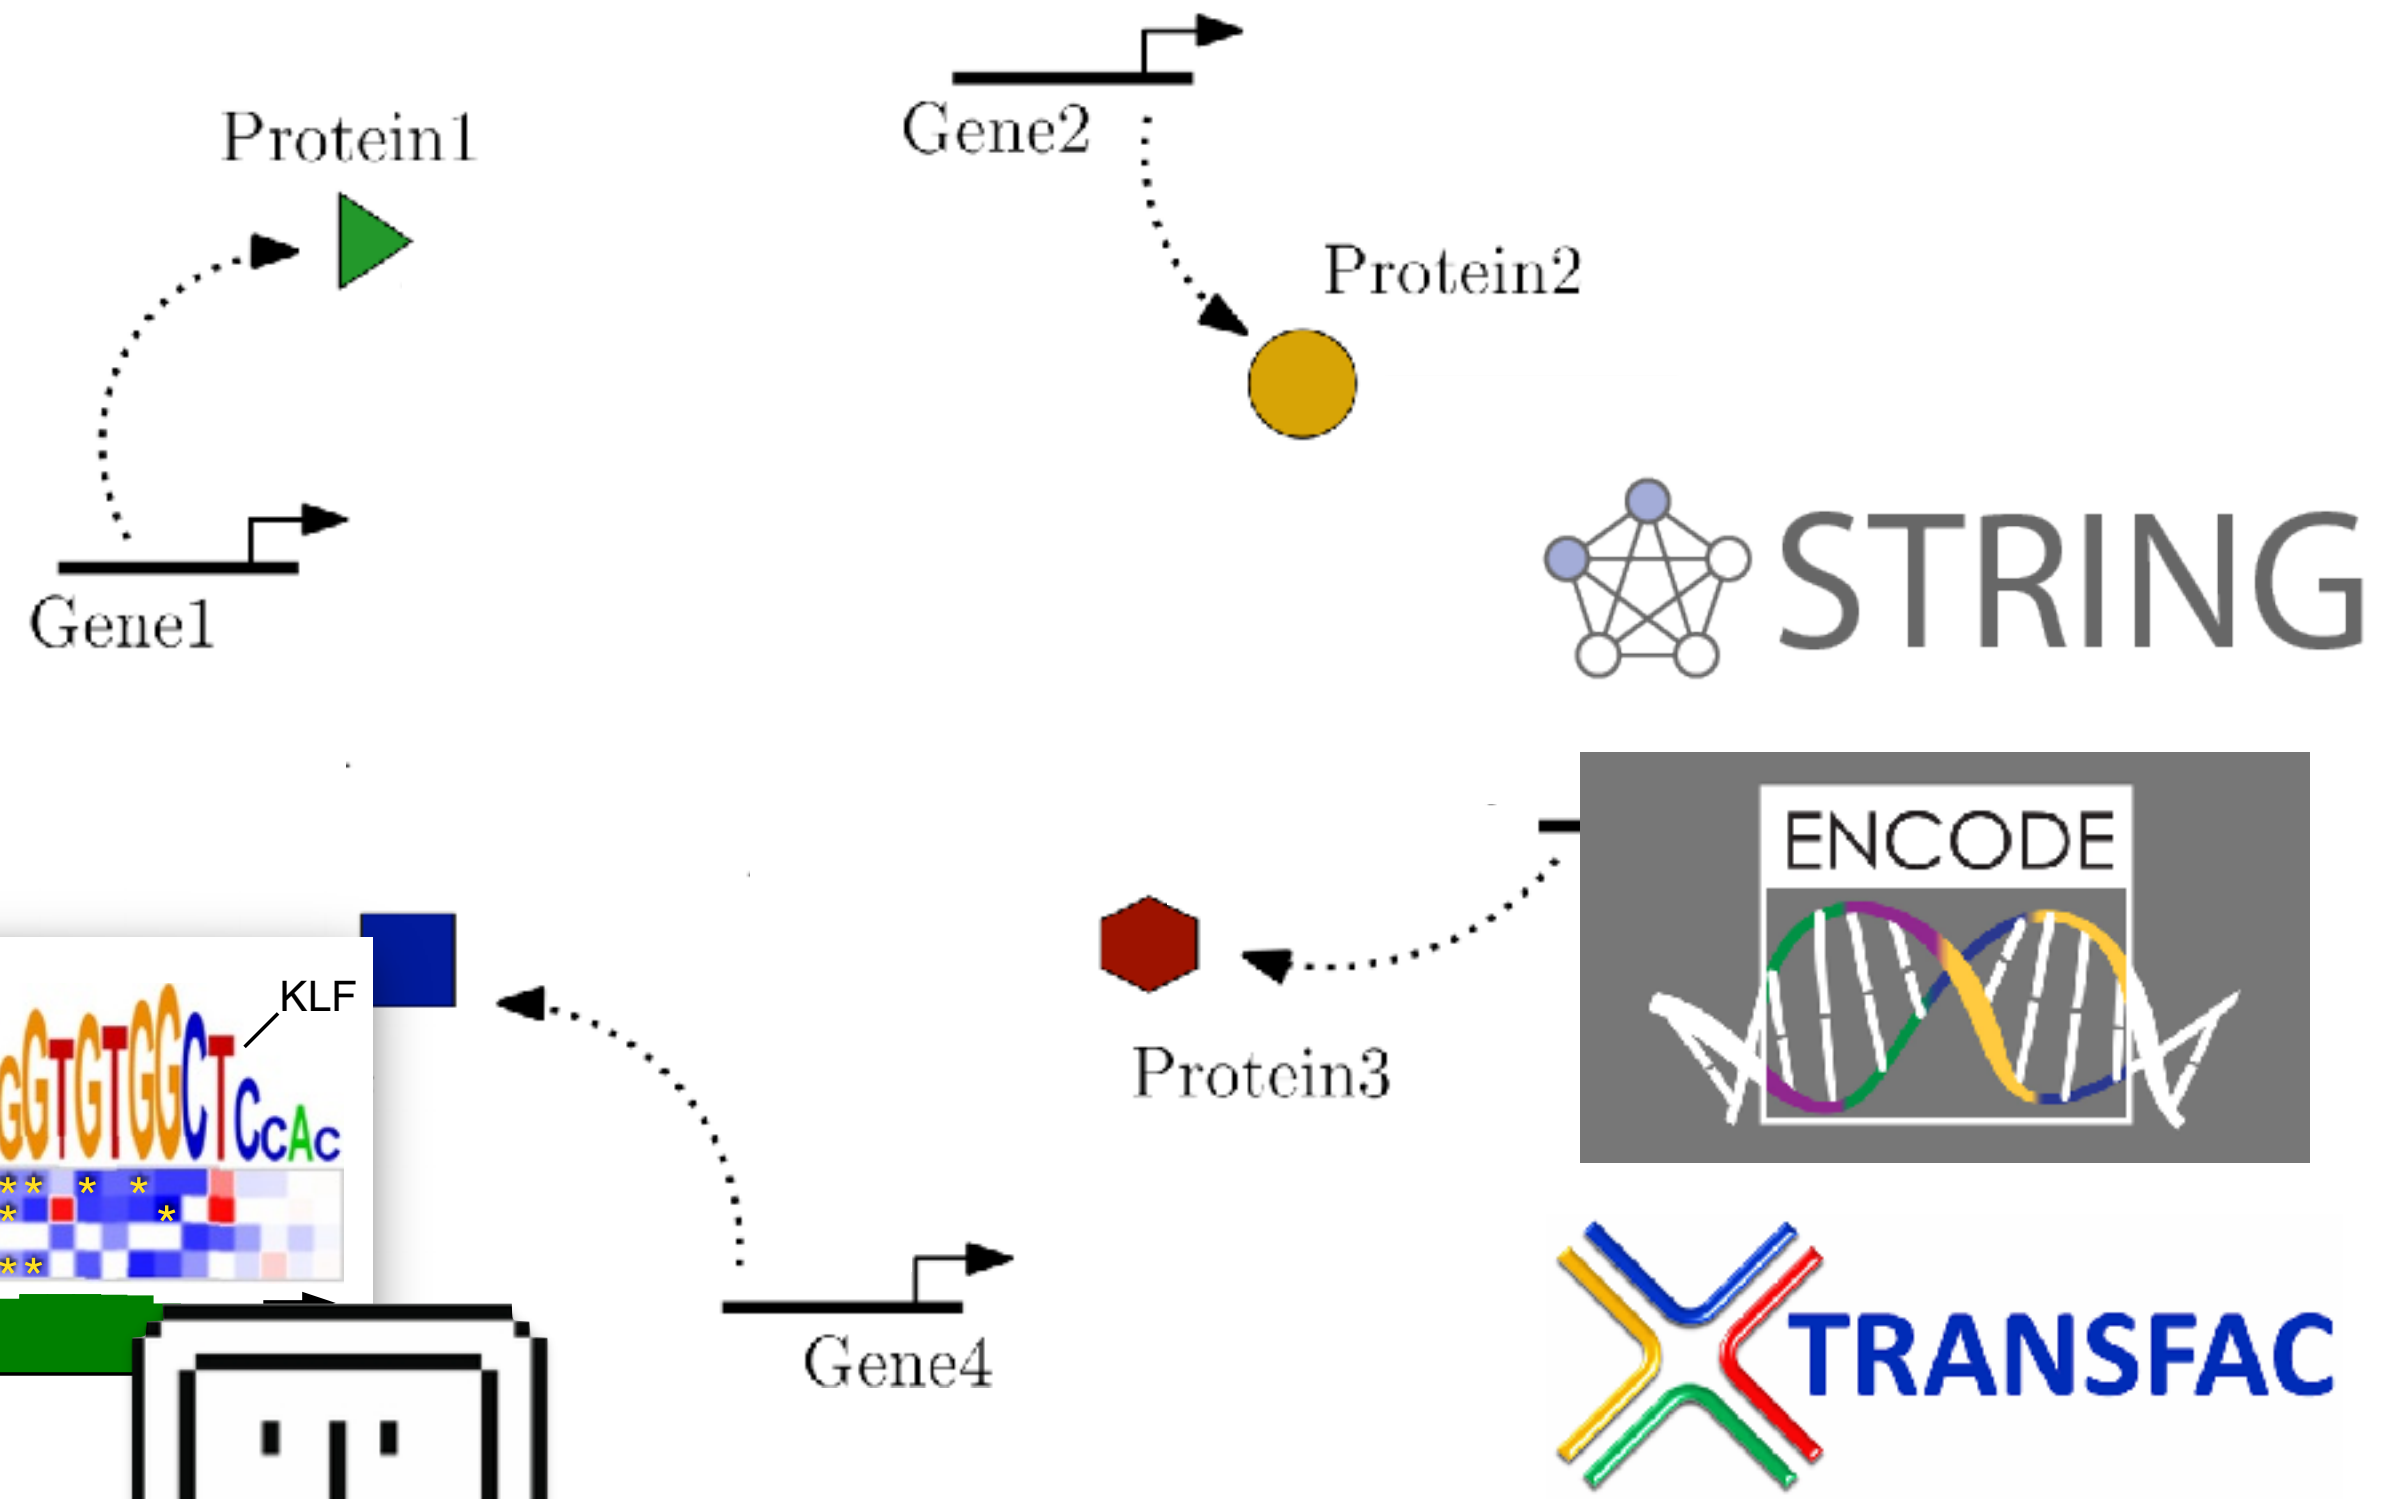 Gene2
Protein1
Protein2
STRING
Gene1
ENCODE
KLF
GGTGTGGCTCCAC
Protein3
** * *
* *
**
Gene4
TRANSFAC